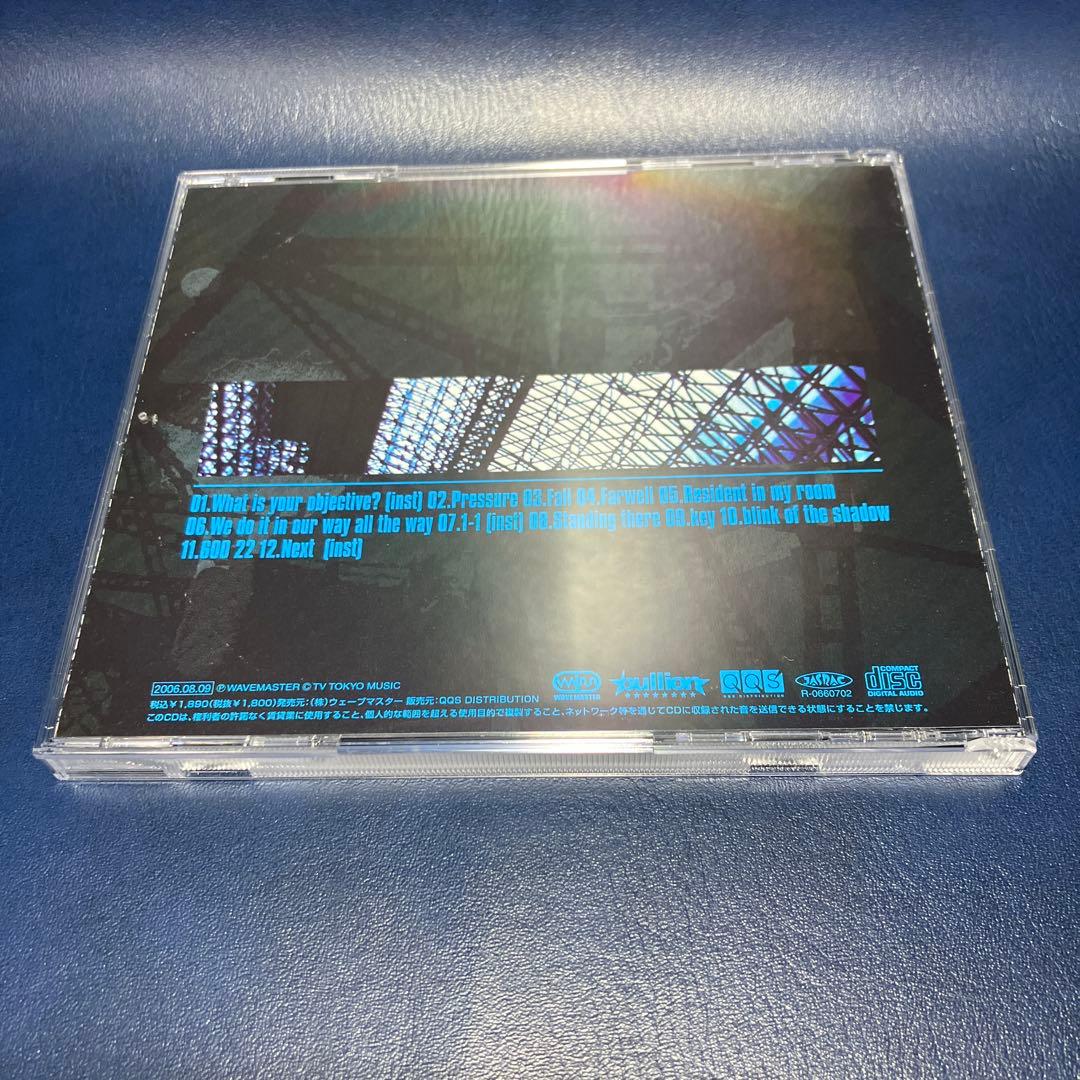 01.What is your objective? (inst) 02.Pressure 03.Fall 04.Farwell 05.Resident in my room
06.We do it in our way all the way 07.1-1 (inst) 08.Standing there 09.key 10.blink of the shadow
11.GOD 22 12.Next (inst)
2006.08.09 ℗WAVEMASTER ©TV TOKYO MUSIC
税込¥1,890(税抜¥1,800)発売元:(株)ウェーブマスター 販売元:QQS DISTRIBUTION
WAVEMASTER
bullion
QQS
JASRAC
R-0660702
COMPACT
disc
DIGITAL AUDIO
このCDは、権利者の許諾なく賃貸業に使用すること、個人的な範囲を超える使用目的で複製すること、ネットワーク等を通じてCDに収録された音を送信できる状態にすることを禁じます。